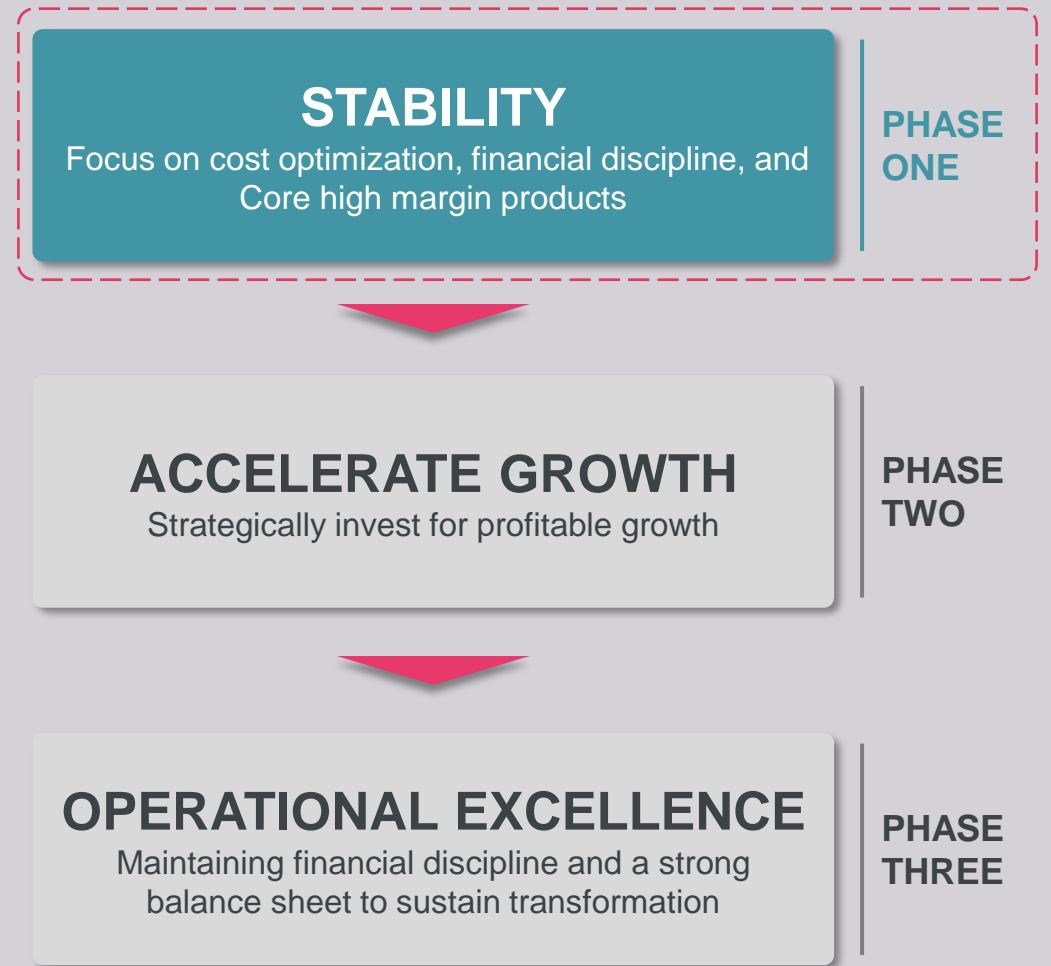 STABILITY
Focus on cost optimization, financial discipline, and
Core high margin products
PHASE
ONE
ACCELERATE GROWTH
Strategically invest for profitable growth
PHASE
TWO
OPERATIONAL EXCELLENCE
Maintaining financial discipline and a strong
balance sheet to sustain transformation
PHASE
THREE